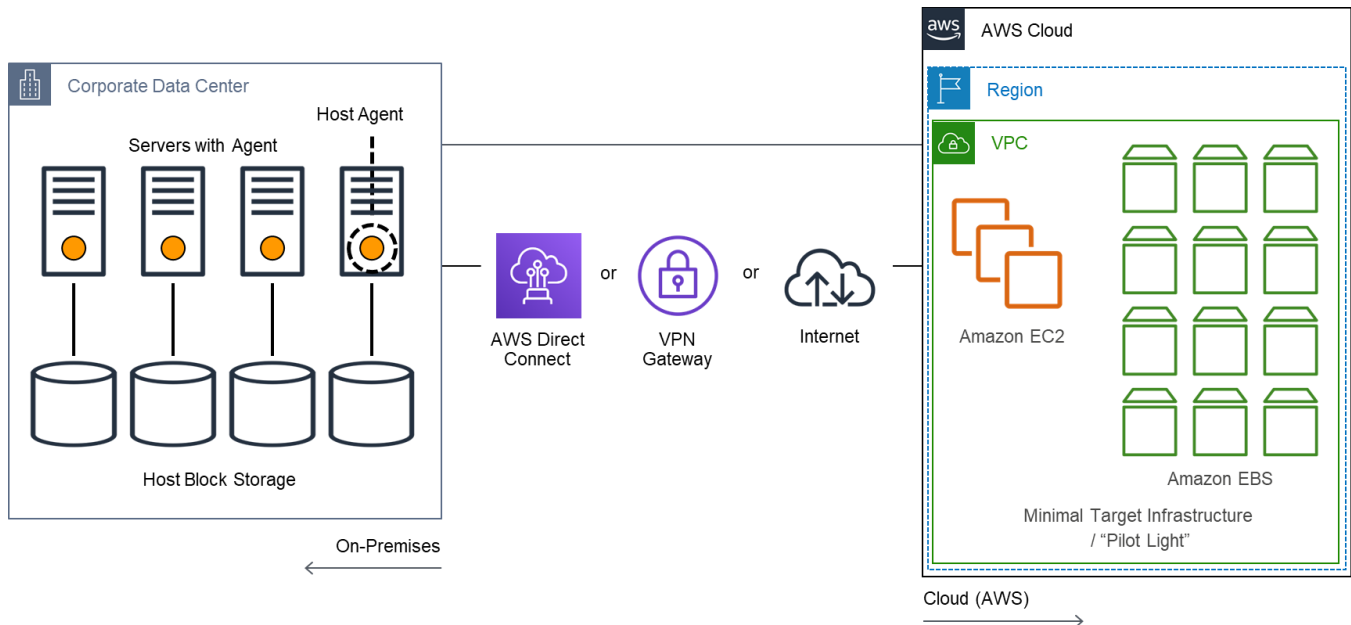 aws
AWS Cloud
Corporate Data Center
Region
Host Agent
Servers with Agent
VPC
or
or
AWS Direct
Connect
VPN
Gateway
Internet
Amazon EC2
Host Block Storage
Amazon EBS
Minimal Target Infrastructure
/ “Pilot Light”
On-Premises
Cloud (AWS)